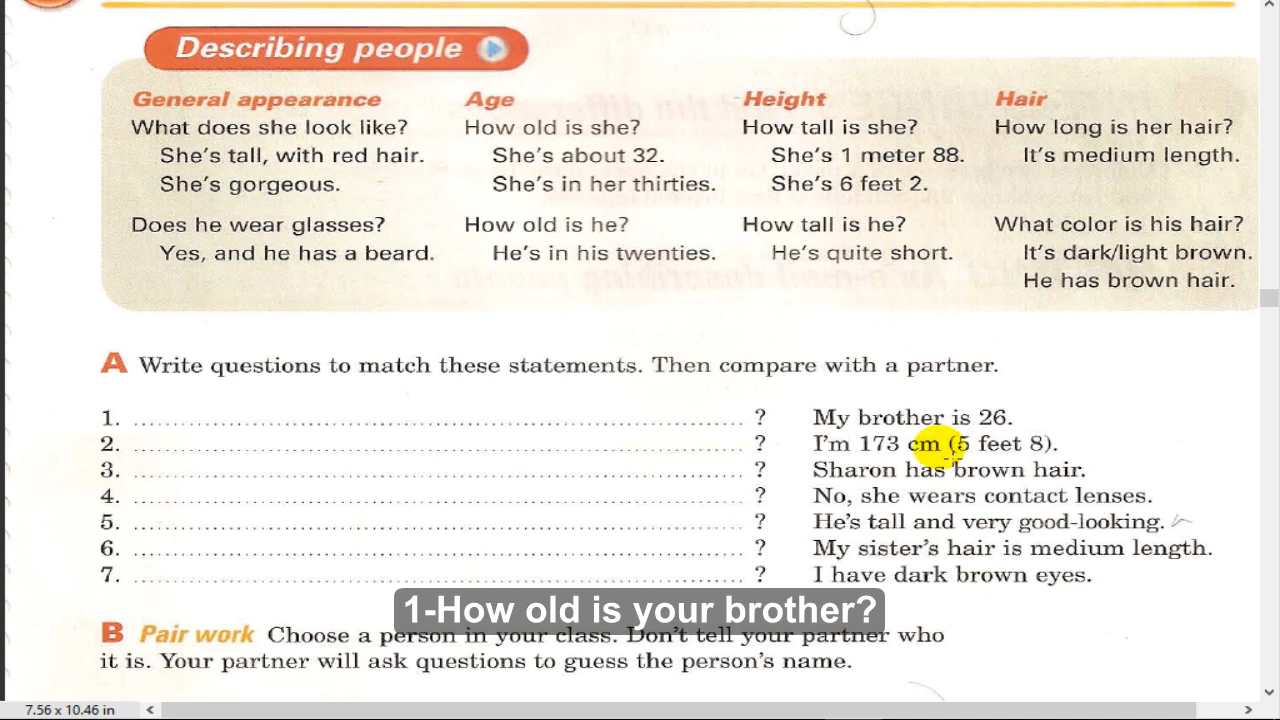 Describing people
General appearance Age Height Hair
What does she look like? How old is she? How tall is she? How long is her hair?
She's tall, with red hair. She's about 32. She's 1 meter 88. It's medium length.
She's gorgeous. She's in her thirties. She's 6 feet 2.
Does he wear glasses? How old is he? How tall is he? What color is his hair?
Yes, and he has a beard. He's in his twenties. He's quite short. It's dark/light brown.
He has brown hair.
A Write questions to match these statements. Then compare with a partner.
1. ? My brother is 26.
2. ? I'm 173 cm (5 feet 8).
3. ? Sharon has brown hair.
4. ? No, she wears contact lenses.
5. ? He's tall and very good-looking.
6. ? My sister's hair is medium length.
7. ? I have dark brown eyes.
1-How old is your brother?
B Pair work Choose a person in your class. Don't tell your partner who
it is. Your partner will ask questions to guess the person's name.
7.56 x 10.46 in